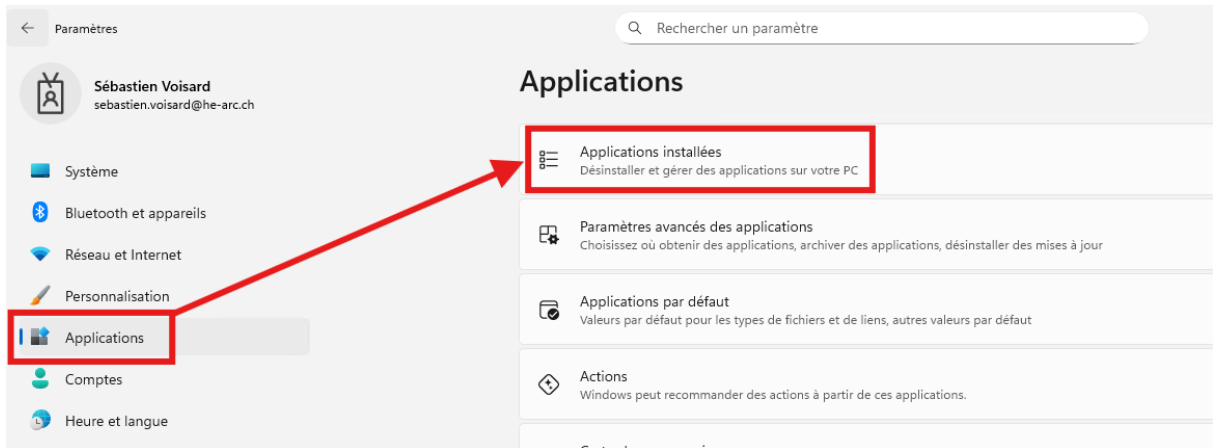 Paramètres
Rechercher un paramètre
Sébastien Voisard
sebastien.voisard@he-arc.ch
Système
Bluetooth et appareils
Réseau et Internet
Personnalisation
Applications
Comptes
Heure et langue
Applications
Applications installées
Désinstaller et gérer des applications sur votre PC
Paramètres avancés des applications
Choisissez où obtenir des applications, archiver des applications, désinstaller des mises à jour
Applications par défaut
Valeurs par défaut pour les types de fichiers et de liens, autres valeurs par défaut
Actions
Windows peut recommander des actions à partir de ces applications.